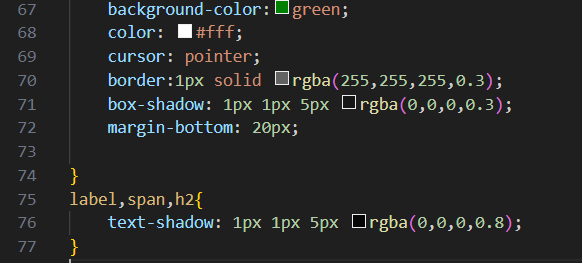 67 background-color:green;
68 color: #fff;
69 cursor: pointer;
70 border:1px solid rgba(255,255,255,0.3);
71 box-shadow: 1px 1px 5px rgba(0,0,0,0.3);
72 margin-bottom: 20px;
73
74 }
75 label,span,h2{
76 text-shadow: 1px 1px 5px rgba(0,0,0,0.8);
77 }